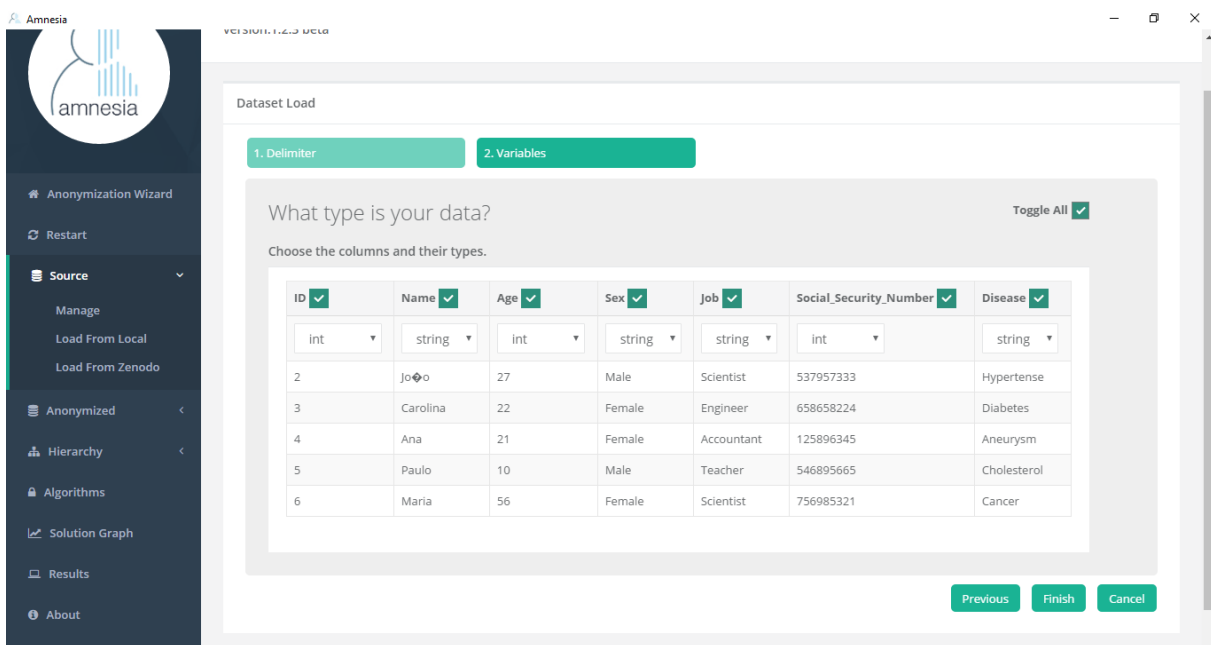 Amnesia
Version:1.2.3 beta
amnesia
Dataset Load
1. Delimiter 2. Variables
Anonymization Wizard
What type is your data? Toggle All
Restart
Choose the columns and their types.
Source
Manage
Load From Local
Load From Zenodo
Anonymized
Hierarchy
Algorithms
Solution Graph
Results
About
ID Name Age Sex Job Social_Security_Number Disease
int string int string string int string
2 Jo�o 27 Male Scientist 537957333 Hypertense
3 Carolina 22 Female Engineer 658658224 Diabetes
4 Ana 21 Female Accountant 125896345 Aneurysm
5 Paulo 10 Male Teacher 546895665 Cholesterol
6 Maria 56 Female Scientist 756985321 Cancer
Previous Finish Cancel